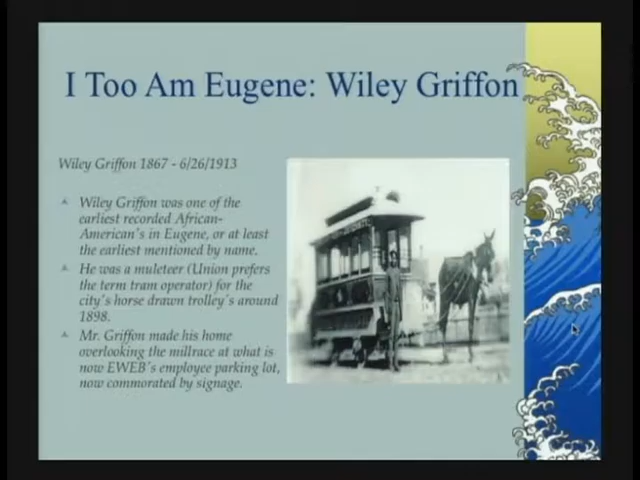 I Too Am Eugene: Wiley Griffon
Wiley Griffon 1867 - 6/26/1913
Wiley Griffon was one of the
earliest recorded African-
American's in Eugene, or at least
the earliest mentioned by name.
He was a muleteer (Union prefers
the term tram operator) for the
city's horse drawn trolley's around
1898.
Mr. Griffon made his home
overlooking the millrace at what is
now EWEB's employee parking lot,
now commorated by signage.